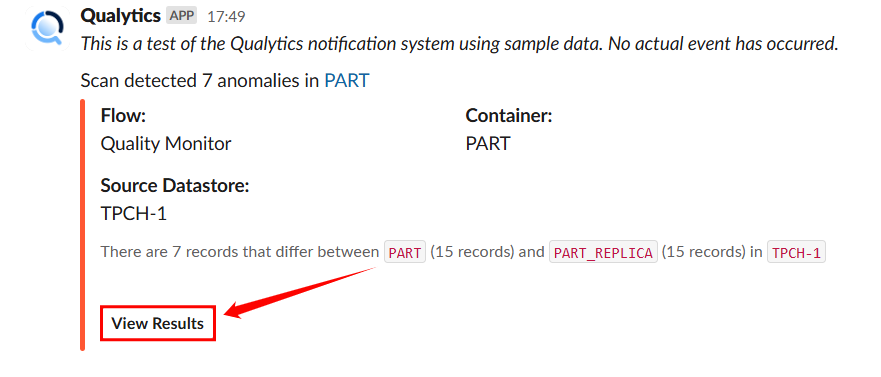 Qualytics APP 17:49
This is a test of the Qualytics notification system using sample data. No actual event has occurred.
Scan detected 7 anomalies in PART
Flow: Container:
Quality Monitor PART
Source Datastore:
TPCH-1
There are 7 records that differ between PART (15 records) and PART_REPLICA (15 records) in TPCH-1
View Results